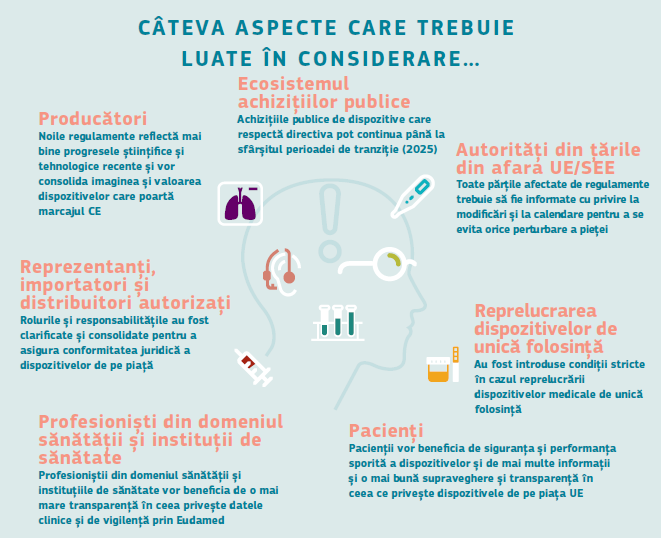 CÂTEVA ASPECTE CARE TREBUIE
LUATE ÎN CONSIDERARE...
Ecosistemul
achizițiilor publice
Achizițiile publice de dispozitive care
respectă directiva pot continua până la
sfârșitul perioadei de tranziție (2025)
Producători
Noile regulamente reflectă mai
bine progresele științifice și
tehnologice recente și vor
consolida imaginea și valoarea
dispozitivelor care poartă
marcajul CE
Autorități din țările
din afara UE/SEE
Toate părțile afectate de regulamente
trebuie să fie informate cu privire la
modificări și la calendare pentru a se
evita orice perturbare a pieței
Reprezentanți,
importatori și
distribuitori autorizați
Rolurile și responsabilitățile au fost
clarificate și consolidate pentru a
asigura conformitatea juridică a
dispozitivelor de pe piață
Reprelucrarea
dispozitivelor de
unică folosință
Au fost introduse condiții stricte
în cazul reprelucrării
dispozitivelor medicale de unică
folosință
Profesioniști din domeniul
sănătății și instituții de
sănătate
Profesioniștii din domeniul sănătății și
instituțiile de sănătate vor beneficia de o mai
mare transparență în ceea privește datele
clinice și de vigilență prin Eudamed
Pacienți
Pacienții vor beneficia de siguranța și performanța
sporită a dispozitivelor și de mai multe informații
și o mai bună supraveghere și transparență în
ceea ce privește dispozitivele de pe piața UE